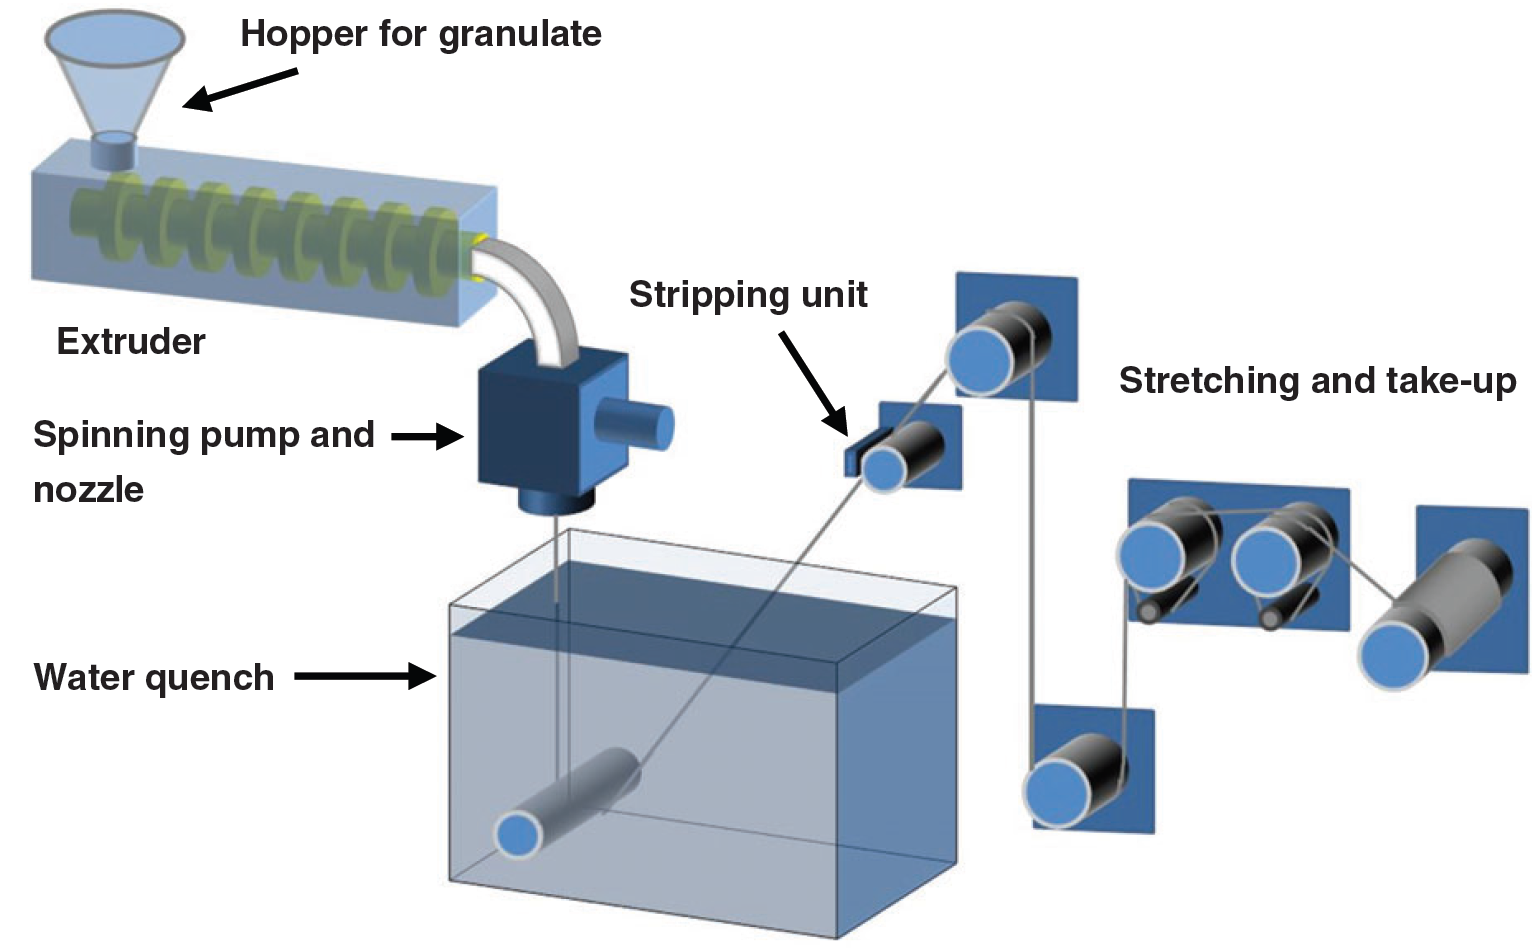 Hopper for granulate
Extruder
Stripping unit
Stretching and take-up
Spinning pump and
nozzle
Water quench